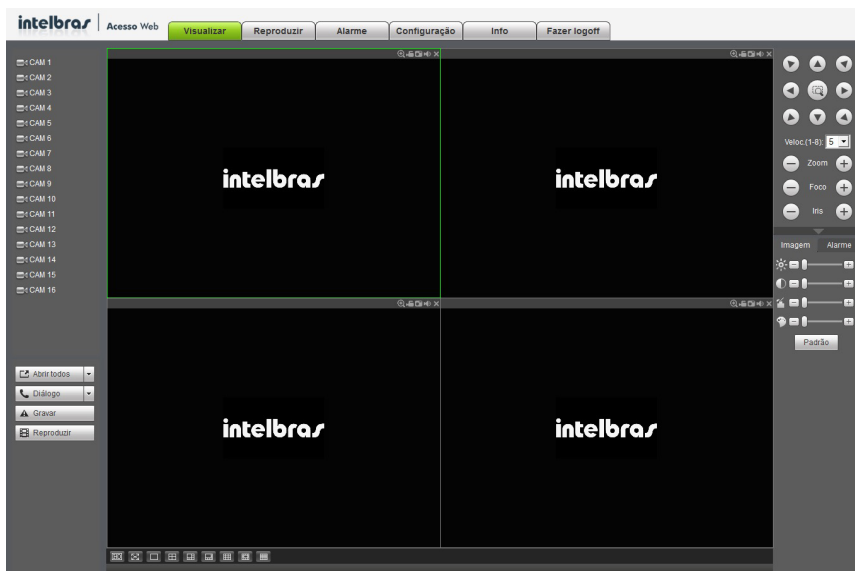 intelbras Acesso Web Visualizar Reproduzir Alarme Configuração Info Fazer logoff
CAM 1
CAM 2
CAM 3
CAM 4
CAM 5
CAM 6
CAM 7
CAM 8
CAM 9
CAM 10
CAM 11
CAM 12
CAM 13
CAM 14
CAM 15
CAM 16
Abrir todos
Diálogo
Gravar
Reproduzir
intelbras
intelbras
intelbras
intelbras
Veloc.(1-8): 5
Zoom
Foco
Iris
Imagem Alarme
Padrão